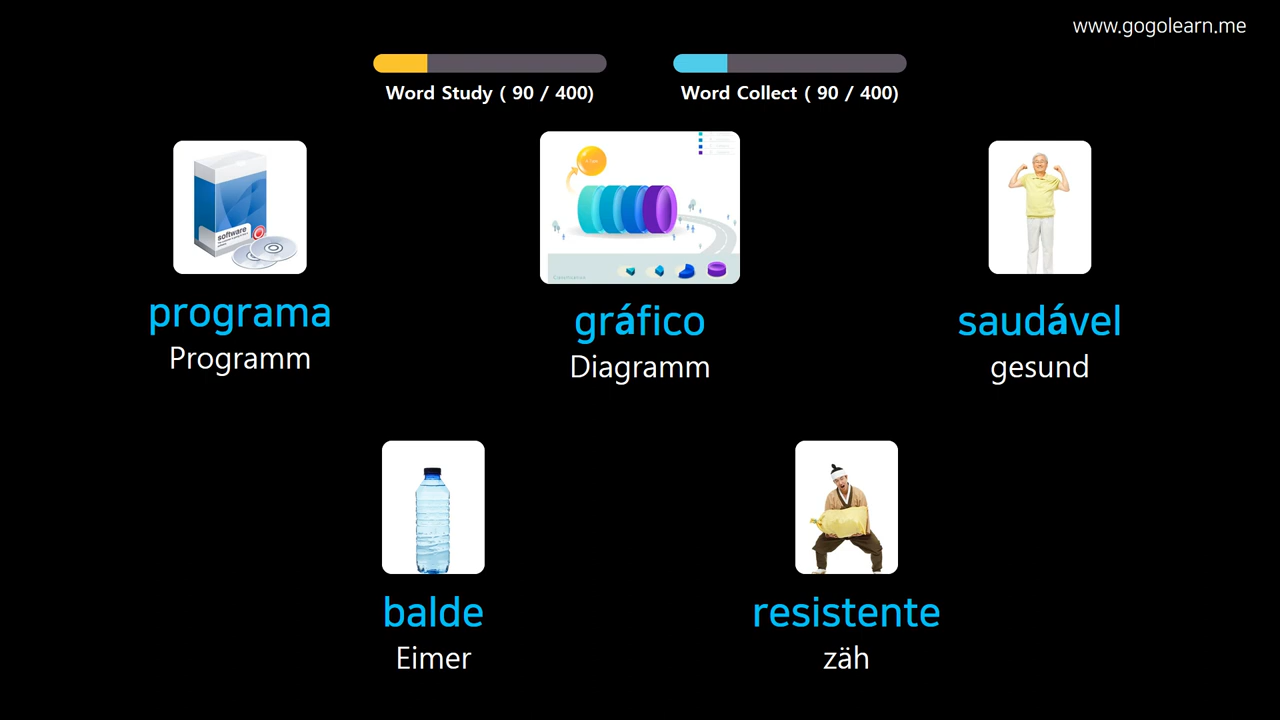 www.gogolearn.me
Word Study ( 90 / 400)
Word Collect ( 90 / 400)
software
programa
Programm
gráfico
Diagramm
saudável
gesund
balde
Eimer
resistente
zäh